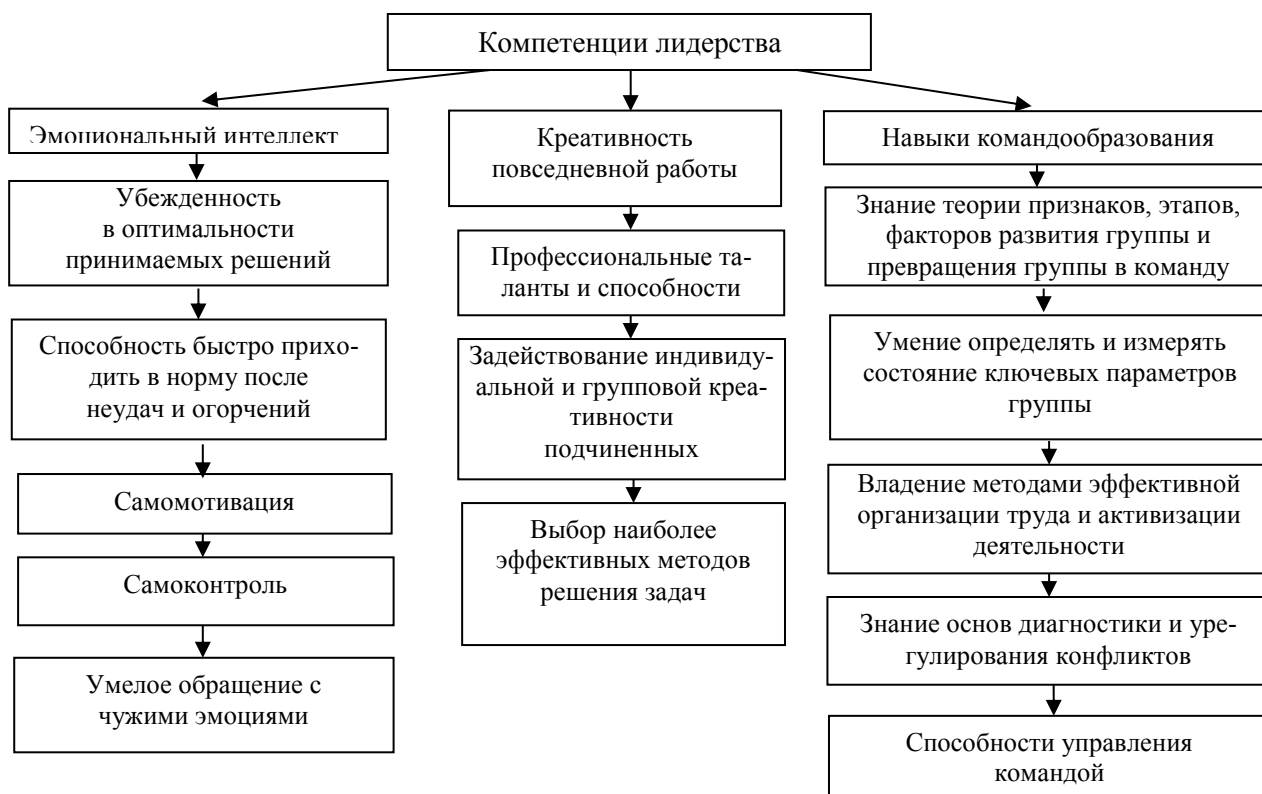 Компетенции лидерства
Эмоциональный интеллект
Убежденность
в оптимальности
принимаемых решений
Способность быстро прихо-
дить в норму после
неудач и огорчений
Самомотивация
Самоконтроль
Умелое обращение с
чужими эмоциями
Креативность
повседневной работы
Профессиональные та-
ланты и способности
Задействование индивиду-
альной и групповой креа-
тивности
подчиненных
Выбор наиболее
эффективных методов
решения задач
Навыки командообразования
Знание теории признаков, этапов,
факторов развития группы и
превращения группы в команду
Умение определять и измерять
состояние ключевых параметров
группы
Владение методами эффективной
организации труда и активизации
деятельности
Знание основ диагностики и уре-
гулирования конфликтов
Способности управления
командой